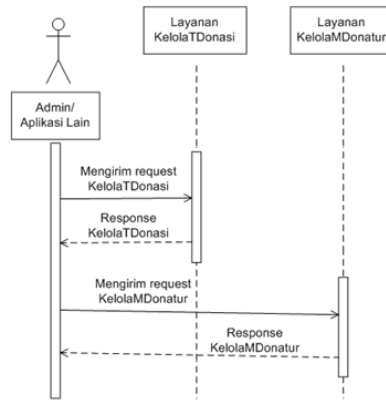 Layanan
KelolaTDonasi
Layanan
KelolaMDonatur
Admin/
Aplikasi Lain
Mengirim request
KelolaTDonasi
Response
KelolaTDonasi
Mengirim request
KelolaMDonatur
Response
KelolaMDonatur